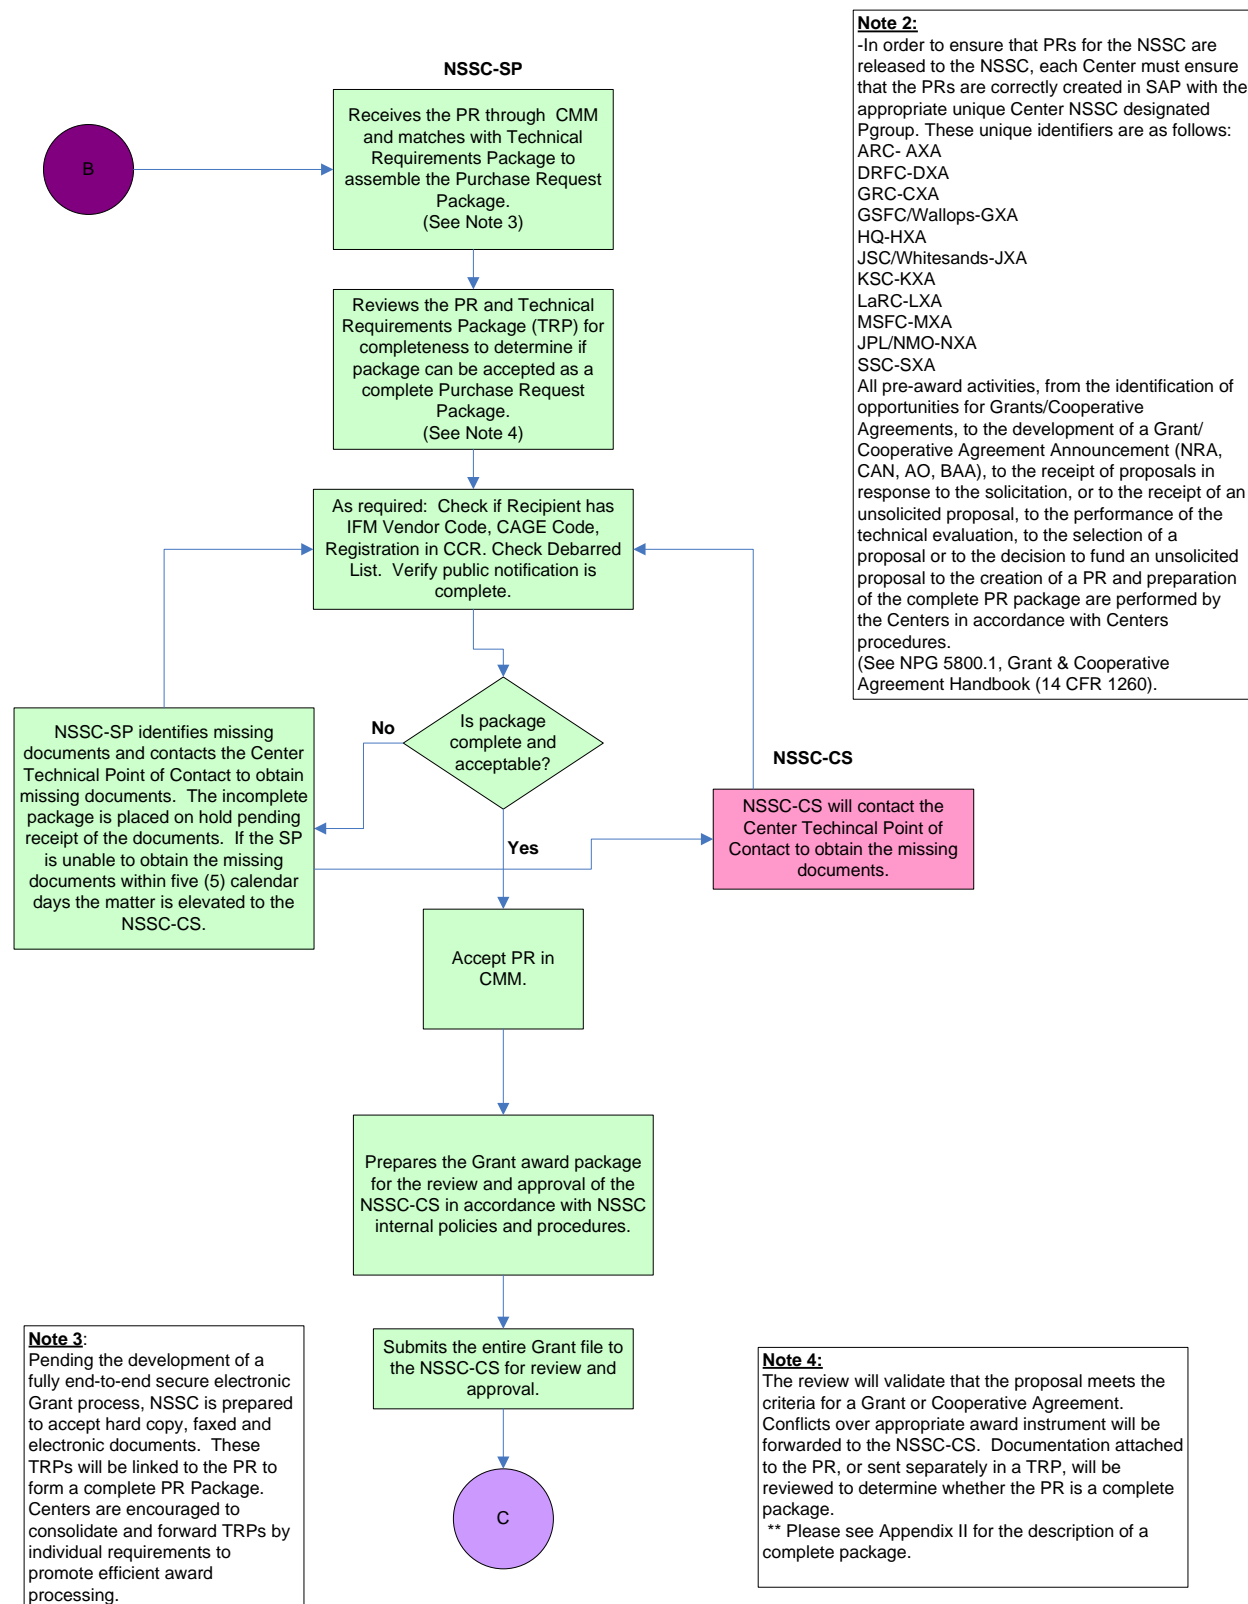 NSSC-SP
B
Receives the PR through CMM
and matches with Technical
Requirements Package to
assemble the Purchase Request
Package.
(See Note 3)
Reviews the PR and Technical
Requirements Package (TRP) for
completeness to determine if
package can be accepted as a
complete Purchase Request
Package.
(See Note 4)
As required: Check if Recipient has
IFM Vendor Code, CAGE Code,
Registration in CCR. Check Debarred
List. Verify public notification is
complete.
Is package
complete and
acceptable?
No
Yes
NSSC-SP identifies missing
documents and contacts the Center
Technical Point of Contact to obtain
missing documents. The incomplete
package is placed on hold pending
receipt of the documents. If the SP
is unable to obtain the missing
documents within five (5) calendar
days the matter is elevated to the
NSSC-CS.
NSSC-CS
NSSC-CS will contact the
Center Techincal Point of
Contact to obtain the missing
documents.
Accept PR in
CMM.
Prepares the Grant award package
for the review and approval of the
NSSC-CS in accordance with NSSC
internal policies and procedures.
Submits the entire Grant file to
the NSSC-CS for review and
approval.
C
Note 2:
-In order to ensure that PRs for the NSSC are
released to the NSSC, each Center must ensure
that the PRs are correctly created in SAP with the
appropriate unique Center NSSC designated
Pgroup. These unique identifiers are as follows:
ARC- AXA
DRFC-DXA
GRC-CXA
GSFC/Wallops-GXA
HQ-HXA
JSC/Whitesands-JXA
KSC-KXA
LaRC-LXA
MSFC-MXA
JPL/NMO-NXA
SSC-SXA
All pre-award activities, from the identification of
opportunities for Grants/Cooperative
Agreements, to the development of a Grant/
Cooperative Agreement Announcement (NRA,
CAN, AO, BAA), to the receipt of proposals in
response to the solicitation, or to the receipt of an
unsolicited proposal, to the performance of the
technical evaluation, to the selection of a
proposal or to the decision to fund an unsolicited
proposal to the creation of a PR and preparation
of the complete PR package are performed by
the Centers in accordance with Centers
procedures.
(See NPG 5800.1, Grant & Cooperative
Agreement Handbook (14 CFR 1260).
Note 3:
Pending the development of a
fully end-to-end secure electronic
Grant process, NSSC is prepared
to accept hard copy, faxed and
electronic documents. These
TRPs will be linked to the PR to
form a complete PR Package.
Centers are encouraged to
consolidate and forward TRPs by
individual requirements to
promote efficient award
processing.
Note 4:
The review will validate that the proposal meets the
criteria for a Grant or Cooperative Agreement.
Conflicts over appropriate award instrument will be
forwarded to the NSSC-CS. Documentation attached
to the PR, or sent separately in a TRP, will be
reviewed to determine whether the PR is a complete
package.
** Please see Appendix II for the description of a
complete package.